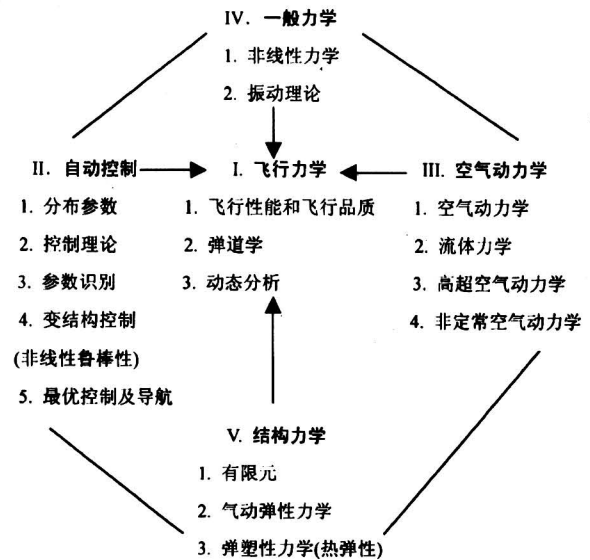 IV. 一般力学
1. 非线性力学
2. 振动理论
II. 自动控制
1. 分布参数
2. 控制理论
3. 参数识别
4. 变结构控制
(非线性鲁棒性)
5. 最优控制及导航
I. 飞行力学
1. 飞行性能和飞行品质
2. 弹道学
3. 动态分析
III. 空气动力学
1. 空气动力学
2. 流体力学
3. 高超空气动力学
4. 非定常空气动力学
V. 结构力学
1. 有限元
2. 气动弹性力学
3. 弹塑性力学(热弹性)